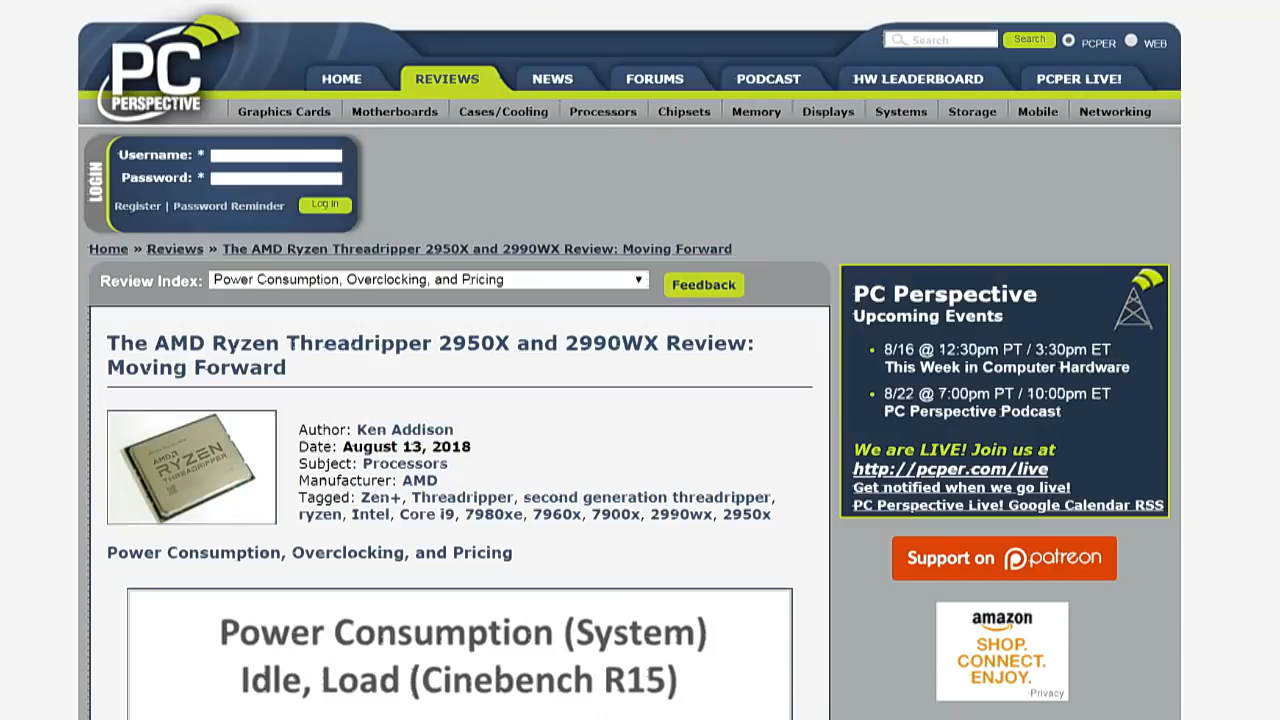 PC
PERSPECTIVE
Search
Search
PCPER
WEB
HOME
REVIEWS
NEWS
FORUMS
PODCAST
HW LEADERBOARD
PCPER LIVE!
Graphics Cards
Motherboards
Cases/Cooling
Processors
Chipsets
Memory
Displays
Systems
Storage
Mobile
Networking
LOGIN
Username: *
Password: *
Register | Password Reminder
Log in
Home » Reviews » The AMD Ryzen Threadripper 2950X and 2990WX Review: Moving Forward
Review Index:
Power Consumption, Overclocking, and Pricing
Feedback
The AMD Ryzen Threadripper 2950X and 2990WX Review:
Moving Forward
AMD
RYZEN
THREADRIPPER
Author: Ken Addison
Date: August 13, 2018
Subject: Processors
Manufacturer: AMD
Tagged: Zen+, Threadripper, second generation threadripper,
ryzen, Intel, Core i9, 7980xe, 7960x, 7900x, 2990wx, 2950x
Power Consumption, Overclocking, and Pricing
Power Consumption (System)
Idle, Load (Cinebench R15)
PC Perspective
Upcoming Events
8/16 @ 12:30pm PT / 3:30pm ET
This Week in Computer Hardware
8/22 @ 7:00pm PT / 10:00pm ET
PC Perspective Podcast
We are LIVE! Join us at
http://pcper.com/live
Get notified when we go live!
PC Perspective Live! Google Calendar RSS
Support on patreon
amazon
SHOP.
CONNECT.
ENJOY.
Privacy